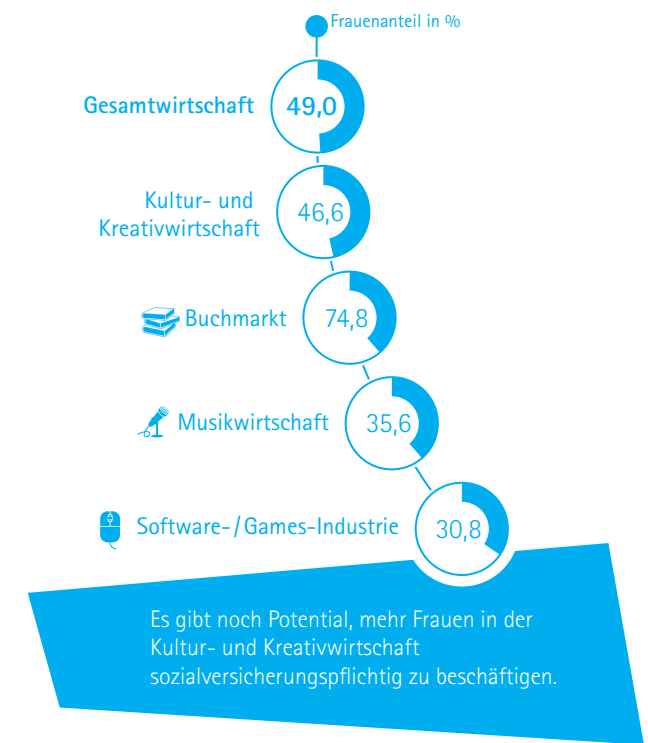 Frauenanteil in %
Gesamtwirtschaft 49,0
Kultur- und
Kreativwirtschaft 46,6
Buchmarkt 74,8
Musikwirtschaft 35,6
Software-/Games-Industrie 30,8
Es gibt noch Potential, mehr Frauen in der
Kultur- und Kreativwirtschaft
sozialversicherungspflichtig zu beschäftigen.